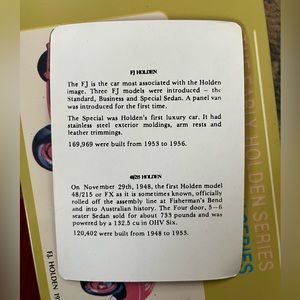 FJ HOLDEN
The FJ is the car most associated with the Holden
image. Three FJ models were introduced - the
Standard, Business and Special Sedan. A panel van
was introduced for the first time.
The Special was Holden's first luxury car. It had
stainless steel exterior moldings, arm rests and
leather trimmings.
169,969 were built from 1953 to 1956.
48/215 HOLDEN
On November 29th, 1948, the first Holden model
48/215 or FX as it is sometimes known, officially
rolled off the assembly line at Fisherman's Bend
and into Australian history. The Four door, 5-6
seater Sedan sold for about 733 pounds and was
powered by a 132.5 cu in OHV Six.
120,402 were built from 1948 to 1953.
HOLDEN SERIES
SERIES
FJ HOLDEN